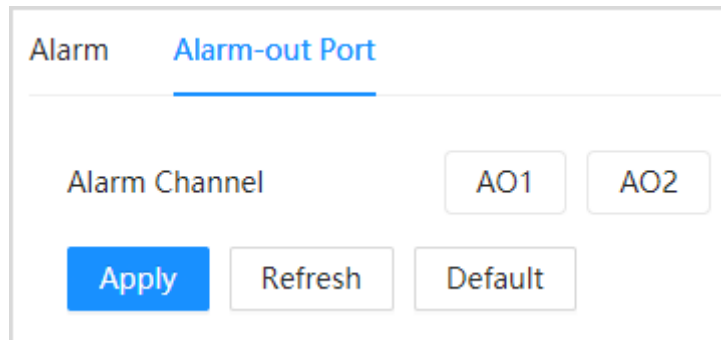 Alarm Alarm-out Port
Alarm Channel AO1 AO2
Apply Refresh Default